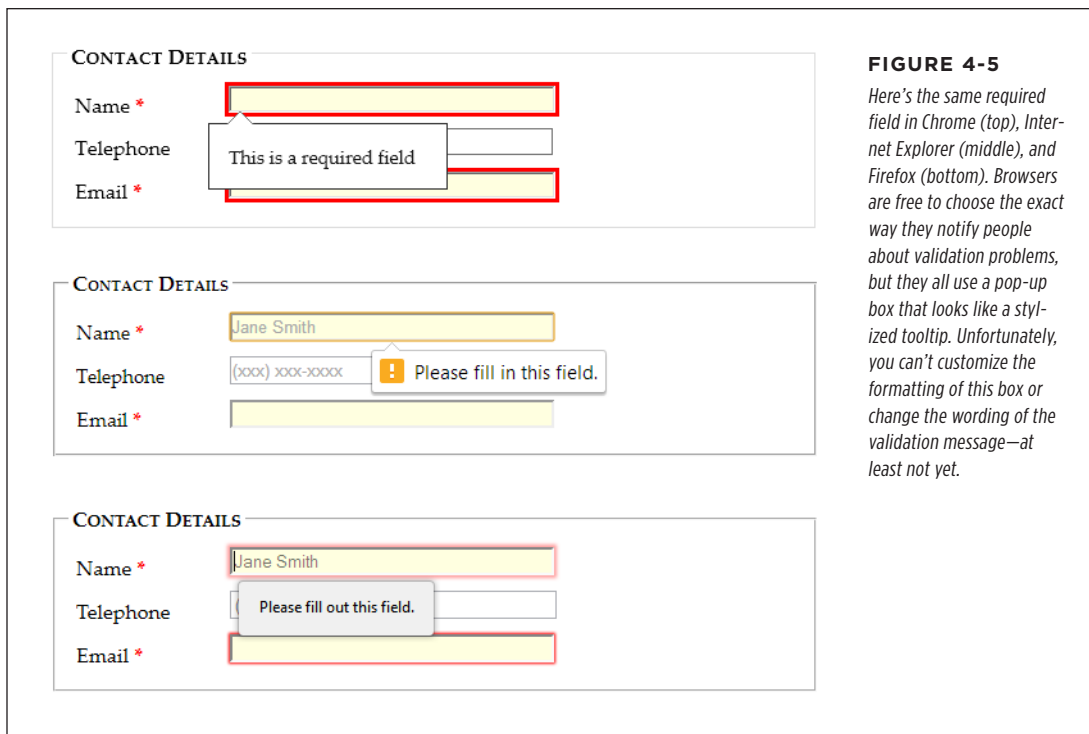 CONTACT DETAILS
Name *
Telephone
This is a required field
Email *
CONTACT DETAILS
Name *
Jane Smith
Telephone
(xxx) xxx-xxxx
Please fill in this field.
Email *
CONTACT DETAILS
Name *
Jane Smith
Telephone
(
Please fill out this field.
Email *
FIGURE 4-5
Here's the same required
field in Chrome (top), Inter-
net Explorer (middle), and
Firefox (bottom). Browsers
are free to choose the exact
way they notify people
about validation problems,
but they all use a pop-up
box that looks like a styl-
ized tooltip. Unfortunately,
you can't customize the
formatting of this box or
change the wording of the
validation message—at
least not yet.